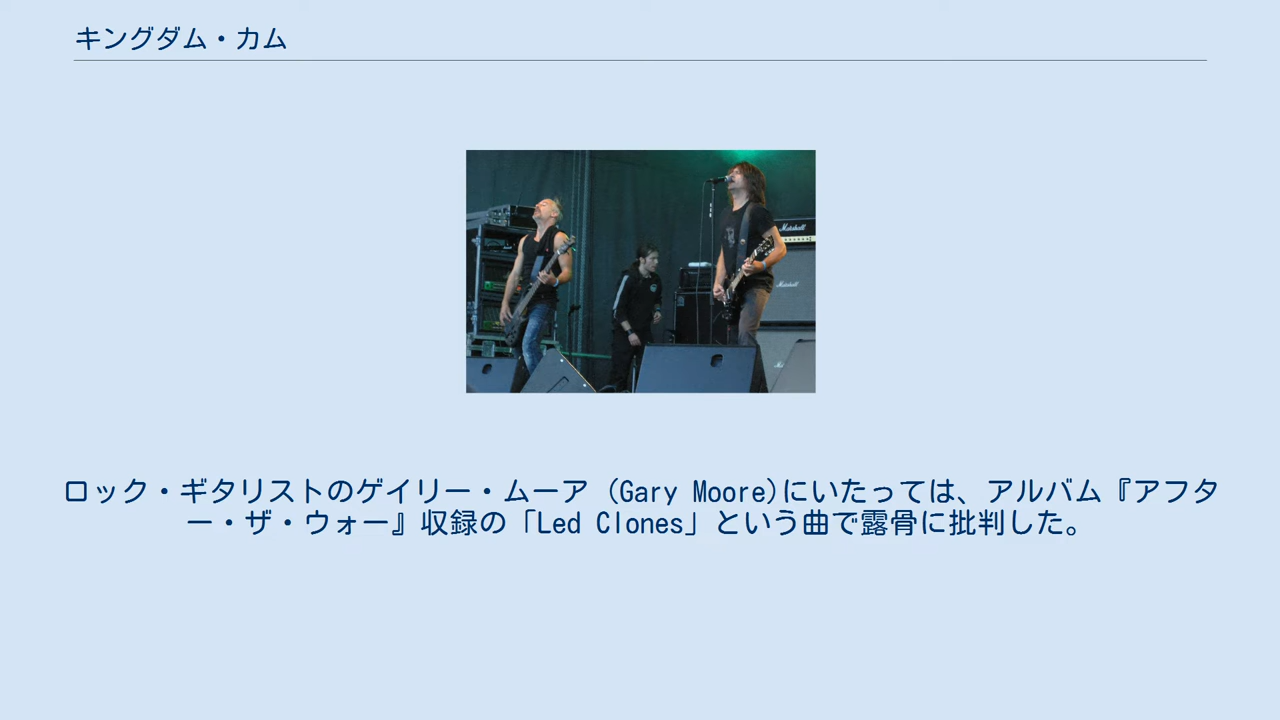 キングダム・カム
Marshall
Marshall
ロック・ギタリストのゲイリー・ムーア (Gary Moore)にいたっては、アルバム『アフタ
ー・ザ・ウォー』収録の「Led Clones」という曲で露骨に批判した。